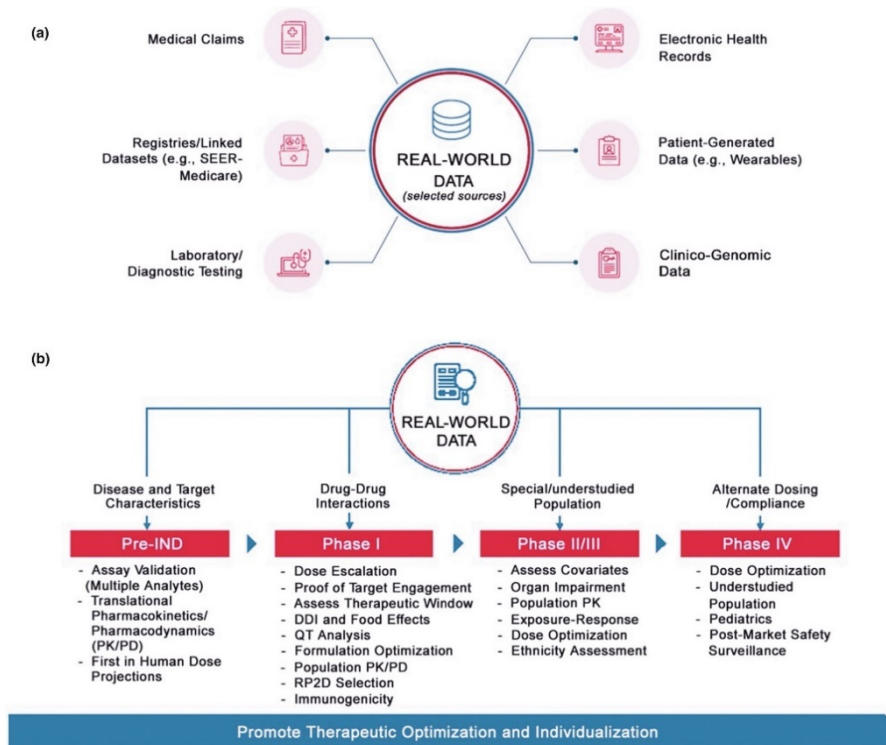 (a)
Medical Claims
Electronic Health
Records
Registries/Linked
Datasets (e.g., SEER-
Medicare)
REAL-WORLD
DATA
(selected sources)
Patient-Generated
Data (e.g., Wearables)
Laboratory/
Diagnostic Testing
Clinico-Genomic
Data
(b)
REAL-WORLD
DATA
Disease and Target
Characteristics
Drug-Drug
Interactions
Special/understudied
Population
Alternate Dosing
/Compliance
Pre-IND
Phase I
Phase II/III
Phase IV
- Assay Validation
(Multiple Analytes)
- Translational
Pharmacokinetics/
Pharmacodynamics
(PK/PD)
- First in Human Dose
Projections
- Dose Escalation
- Proof of Target Engagement
- Assess Therapeutic Window
- DDI and Food Effects
- QT Analysis
- Formulation Optimization
- Population PK/PD
- RP2D Selection
- Immunogenicity
- Assess Covariates
- Organ Impairment
- Population PK
- Exposure-Response
- Dose Optimization
- Ethnicity Assessment
- Dose Optimization
- Understudied
Population
- Pediatrics
- Post-Market Safety
Surveillance
Promote Therapeutic Optimization and Individualization